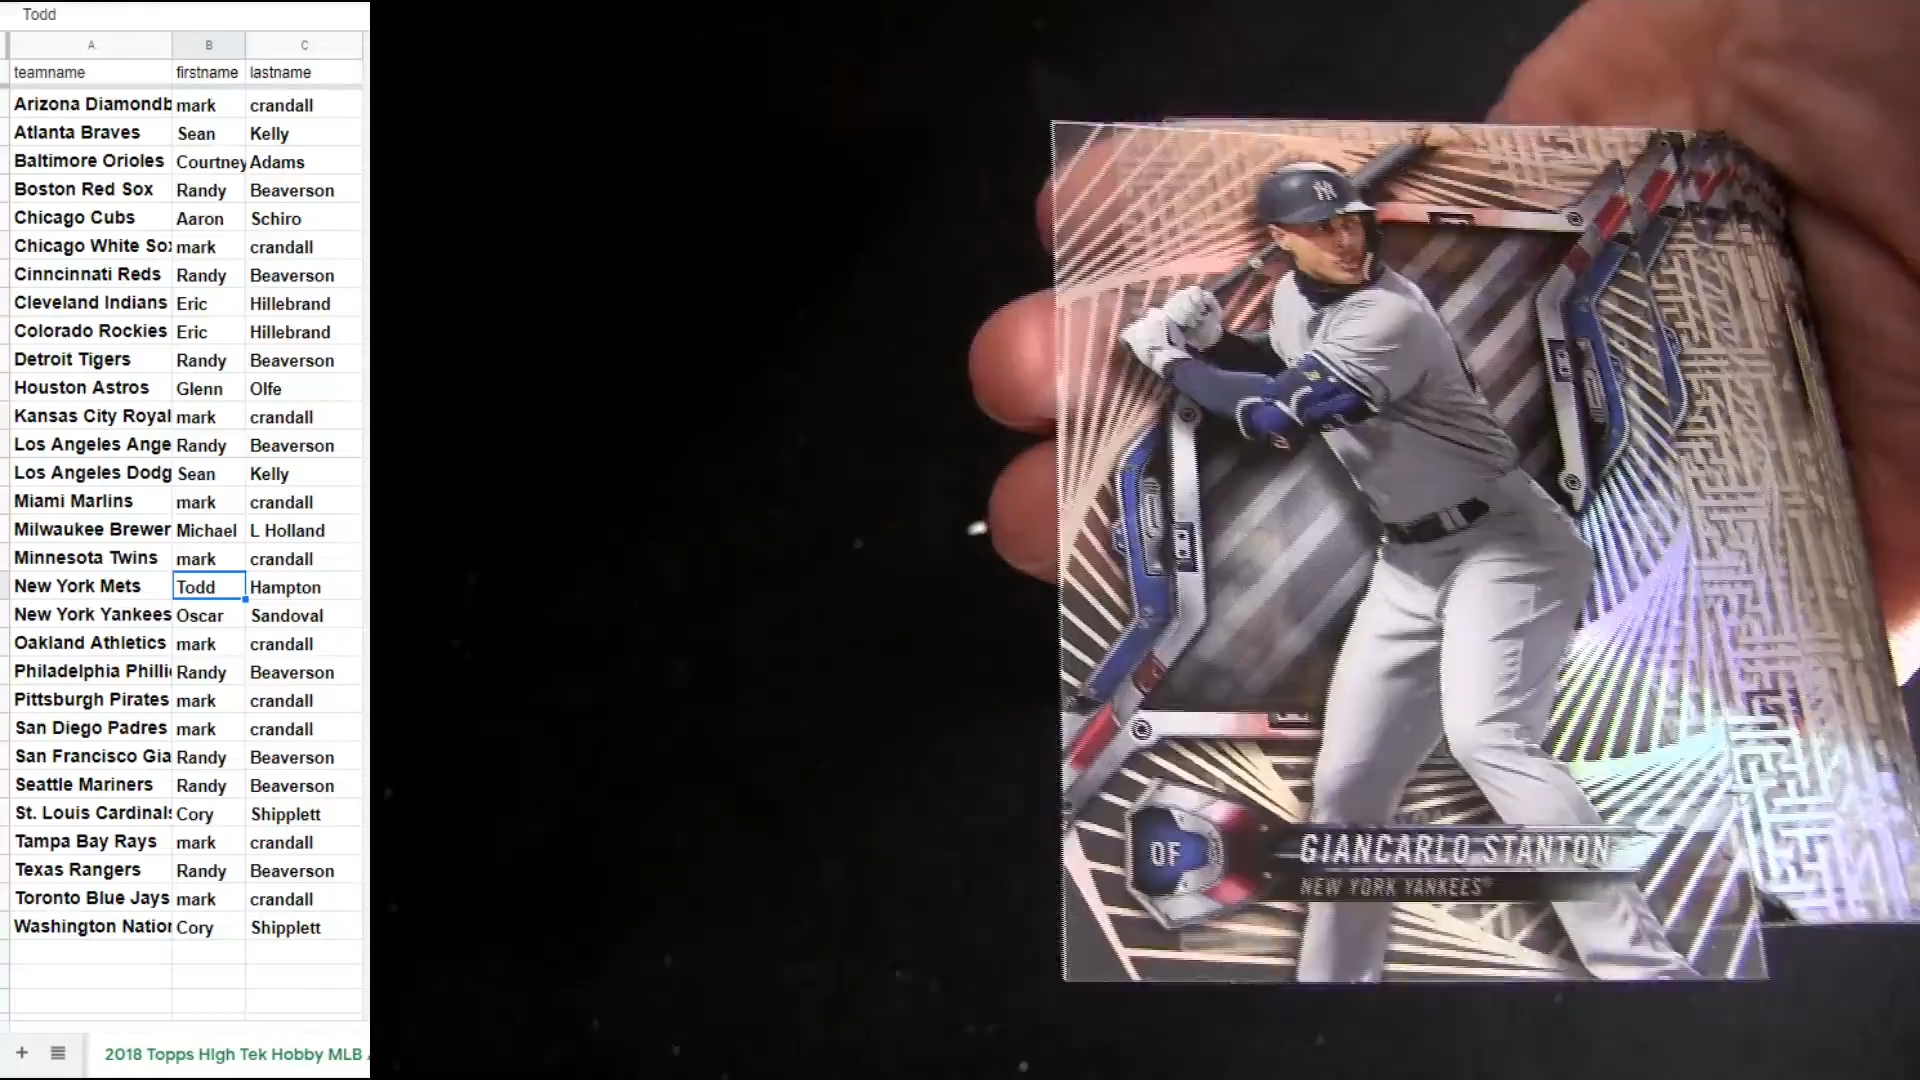 Todd
A B C
teamname firstname lastname
Arizona Diamondb mark crandall
Atlanta Braves Sean Kelly
Baltimore Orioles Courtney Adams
Boston Red Sox Randy Beaverson
Chicago Cubs Aaron Schiro
Chicago White Sox mark crandall
Cinncinnati Reds Randy Beaverson
Cleveland Indians Eric Hillebrand
Colorado Rockies Eric Hillebrand
Detroit Tigers Randy Beaverson
Houston Astros Glenn Olfe
Kansas City Royal mark crandall
Los Angeles Ange Randy Beaverson
Los Angeles Dodg Sean Kelly
Miami Marlins mark crandall
Milwaukee Brewer Michael L Holland
Minnesota Twins mark crandall
New York Mets Todd Hampton
New York Yankees Oscar Sandoval
Oakland Athletics mark crandall
Philadelphia Philli Randy Beaverson
Pittsburgh Pirates mark crandall
San Diego Padres mark crandall
San Francisco Gia Randy Beaverson
Seattle Mariners Randy Beaverson
St. Louis Cardinals Cory Shipplett
Tampa Bay Rays mark crandall
Texas Rangers Randy Beaverson
Toronto Blue Jays mark crandall
Washington Nation Cory Shipplett
2018 Topps HIgh Tek Hobby MLB
NY
OF
GIANCARLO STANTON
NEW YORK YANKEES